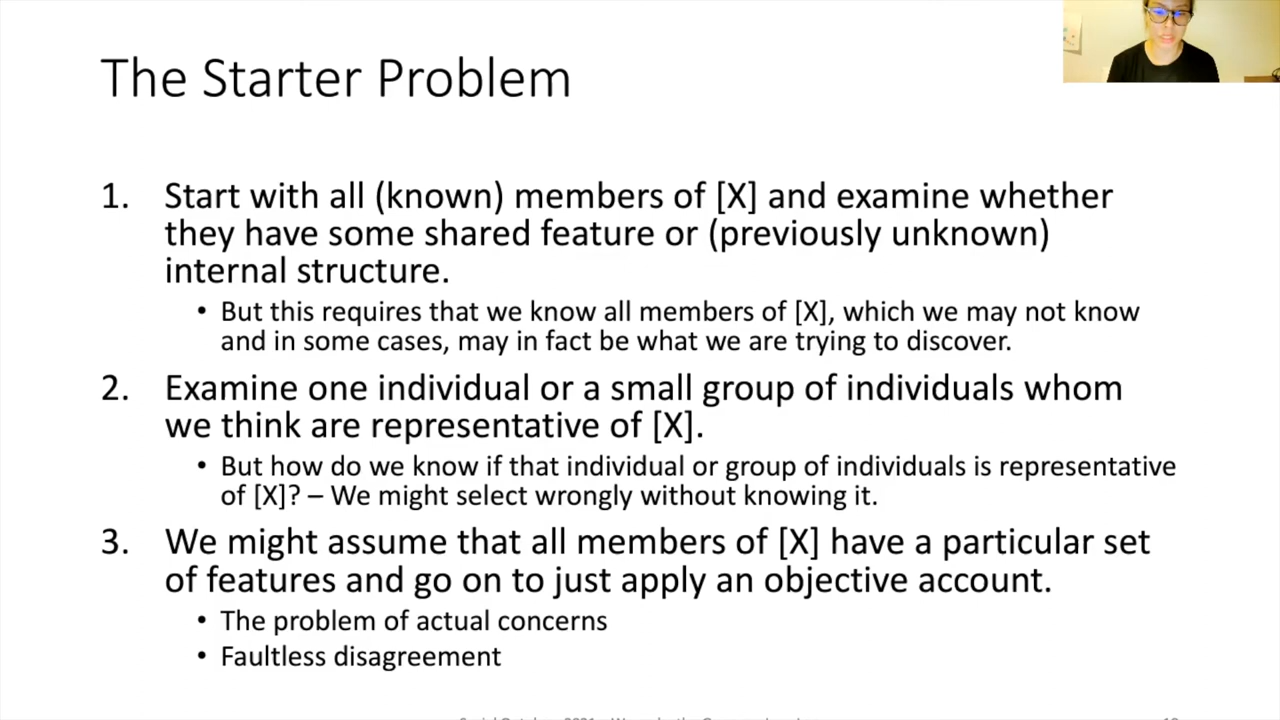 The Starter Problem
1. Start with all (known) members of [X] and examine whether
they have some shared feature or (previously unknown)
internal structure.
• But this requires that we know all members of [X], which we may not know
and in some cases, may in fact be what we are trying to discover.
2. Examine one individual or a small group of individuals whom
we think are representative of [X].
• But how do we know if that individual or group of individuals is representative
of [X]? – We might select wrongly without knowing it.
3. We might assume that all members of [X] have a particular set
of features and go on to just apply an objective account.
• The problem of actual concerns
• Faultless disagreement